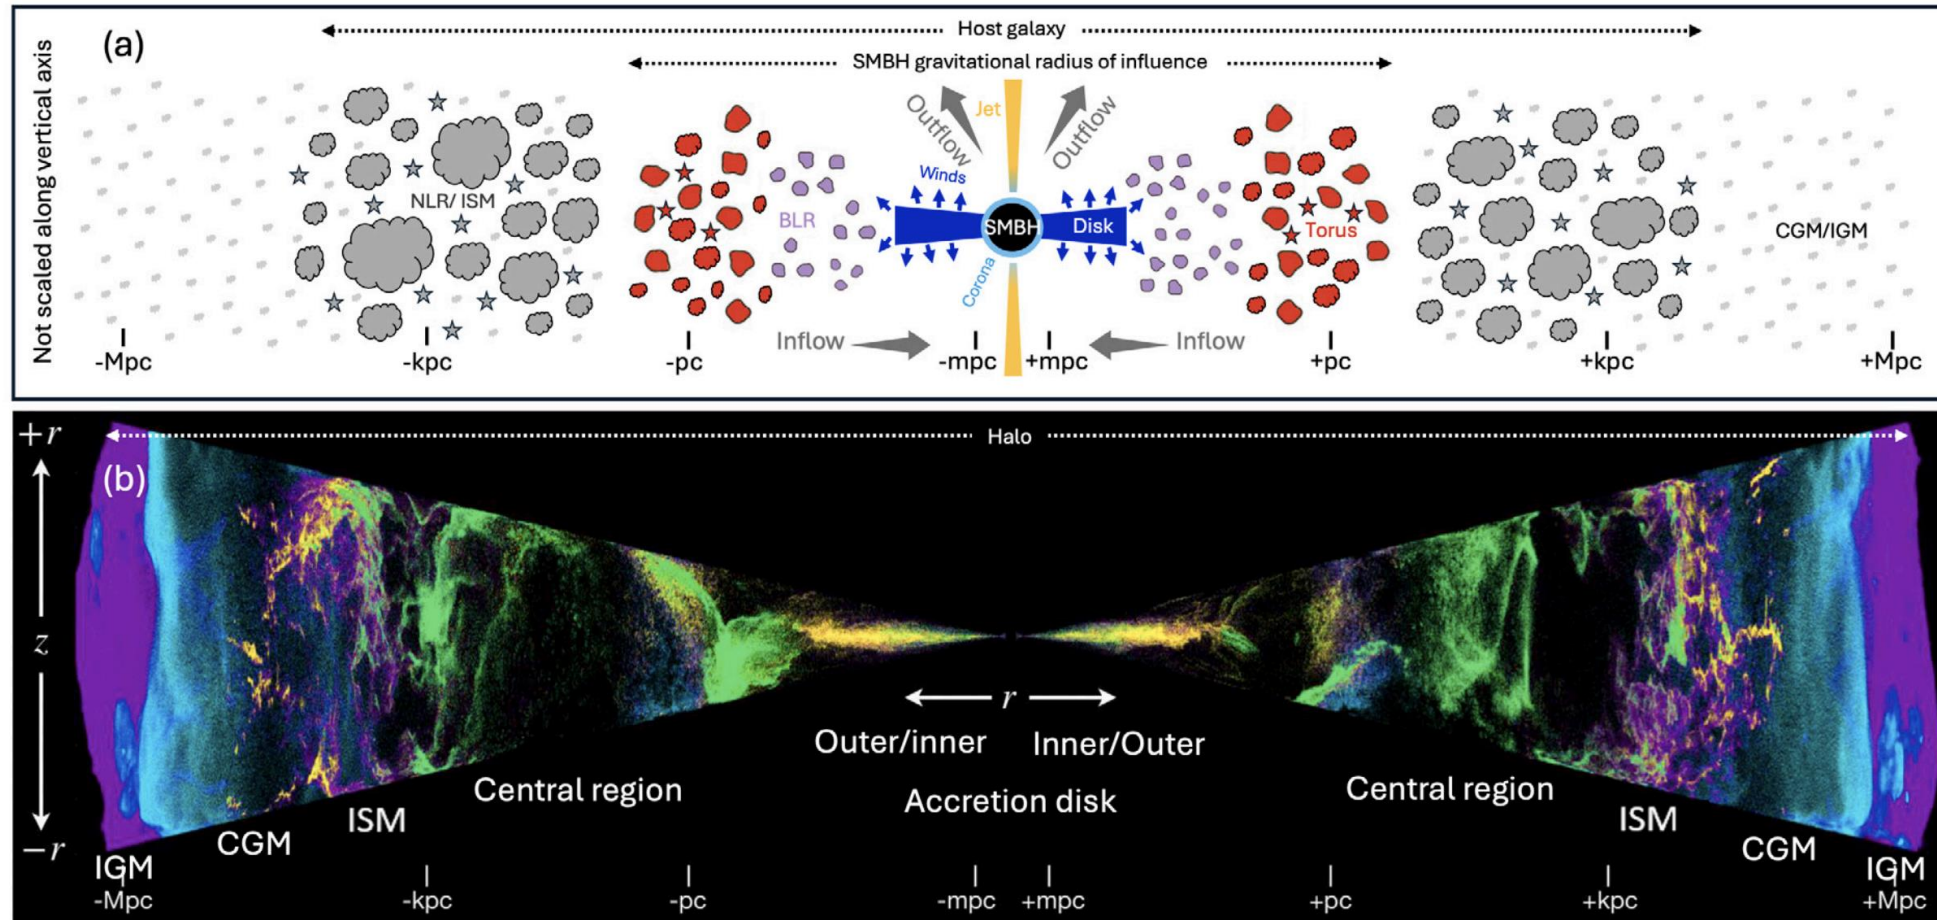 Not scaled along vertical axis
(a)
Host galaxy
SMBH gravitational radius of influence
Outflow
Jet
Outflow
Winds
NLR/ ISM
BLR
SMBH
Disk
Torus
CGM/IGM
Corona
Inflow
Inflow
-Mpc
-kpc
-pc
-mpc
+mpc
+pc
+kpc
+Mpc
+r
Halo
(b)
z
r
Outer/inner
Inner/Outer
Central region
Accretion disk
Central region
ISM
ISM
CGM
CGM
−r
IGM
IGM
-Mpc
-kpc
-pc
-mpc
+mpc
+pc
+kpc
+Mpc